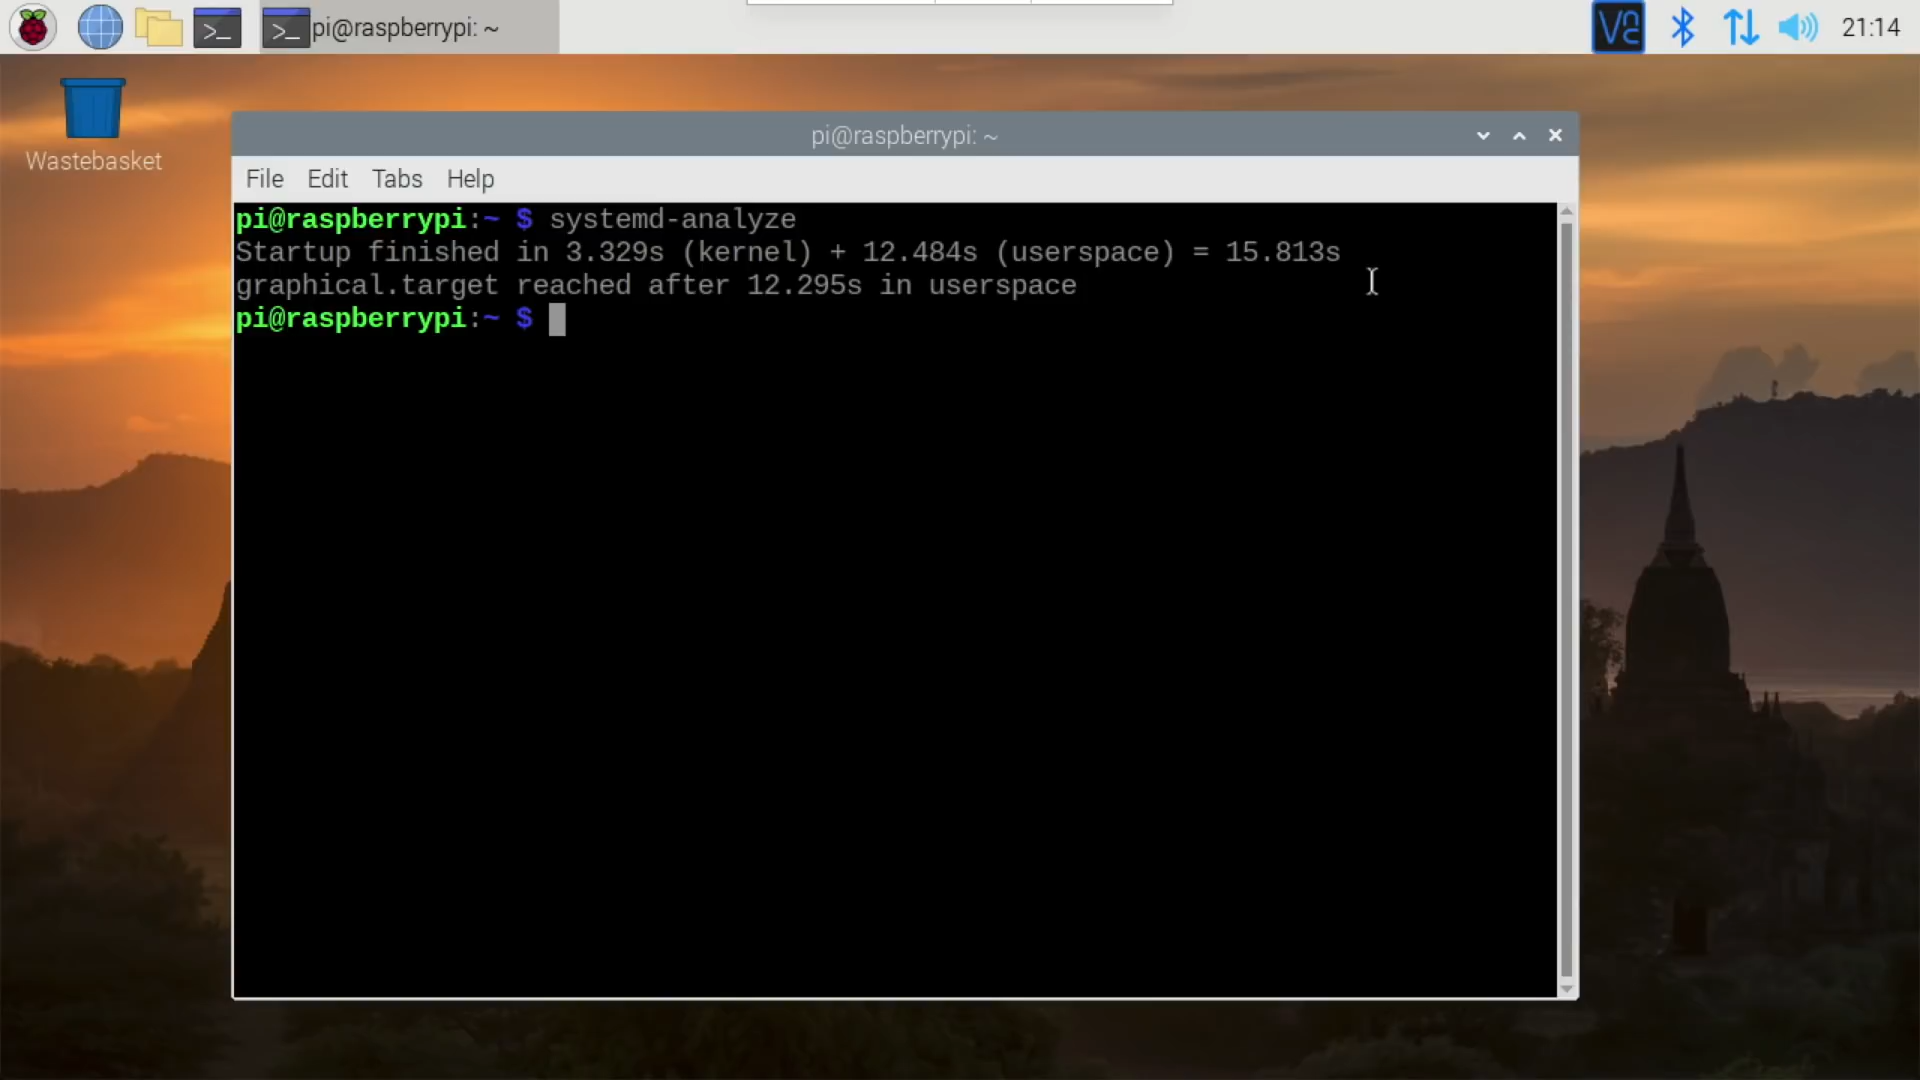 pi@raspberrypi: ~
VNC
21:14
Wastebasket
pi@raspberrypi: ~
File Edit Tabs Help
pi@raspberrypi:~ $ systemd-analyze
Startup finished in 3.329s (kernel) + 12.484s (userspace) = 15.813s
graphical.target reached after 12.295s in userspace
pi@raspberrypi:~ $